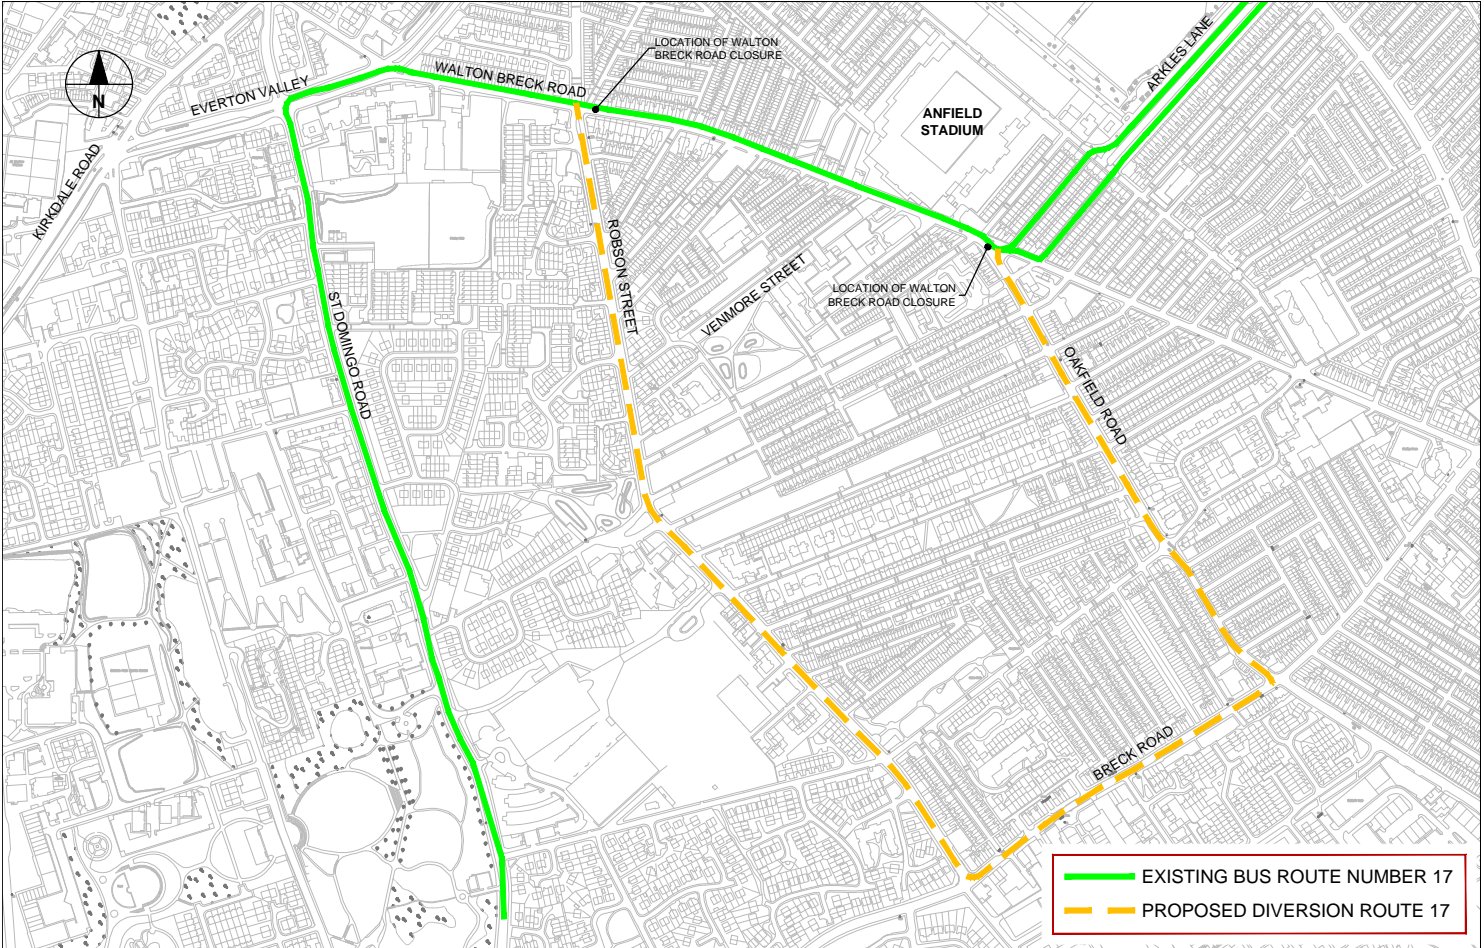 LOCATION OF WALTON
BRECK ROAD CLOSURE
ARKLES LANE
WALTON BRECK ROAD
EVERTON VALLEY
N
ANFIELD
STADIUM
KIRKDALE ROAD
ROBSON STREET
VENMORE STREET
LOCATION OF WALTON
BRECK ROAD CLOSURE
ST DOMINGO ROAD
OAKFIELD ROAD
BRECK ROAD
EXISTING BUS ROUTE NUMBER 17
PROPOSED DIVERSION ROUTE 17